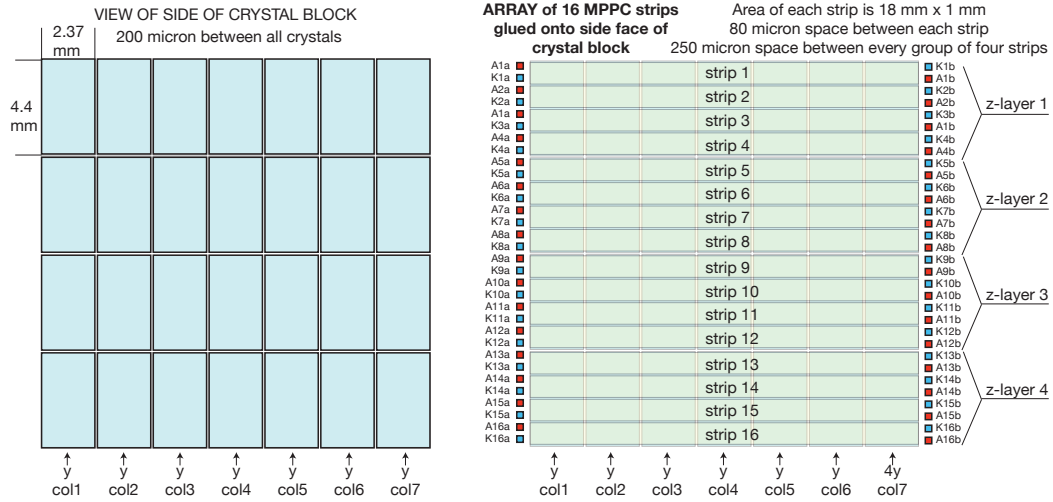 VIEW OF SIDE OF CRYSTAL BLOCK
200 micron between all crystals
2.37
mm
4.4
mm
y
y
y
y
y
y
y
col1
col2
col3
col4
col5
col6
col7
ARRAY of 16 MPPC strips
glued onto side face of
crystal block
Area of each strip is 18 mm x 1 mm
80 micron space between each strip
250 micron space between every group of four strips
A1a
K1a
A2a
K2a
A1a
K3a
A4a
K4a
A5a
K5a
A6a
K6a
A7a
K7a
A8a
K8a
A9a
K9a
A10a
K10a
A11a
K11a
A12a
K12a
A13a
K13a
A14a
K14a
A15a
K15a
A16a
K16a
strip 1
strip 2
strip 3
strip 4
strip 5
strip 6
strip 7
strip 8
strip 9
strip 10
strip 11
strip 12
strip 13
strip 14
strip 15
strip 16
K1b
A1b
K2b
A2b
K3b
A1b
K4b
A4b
K5b
A5b
K6b
A6b
K7b
A7b
K8b
A8b
K9b
A9b
K10b
A10b
K11b
A11b
K12b
A12b
K13b
A13b
K14b
A14b
K15b
A15b
K16b
A16b
z-layer 1
z-layer 2
z-layer 3
z-layer 4
y
y
y
y
y
y
4y
col1
col2
col3
col4
col5
col6
col7